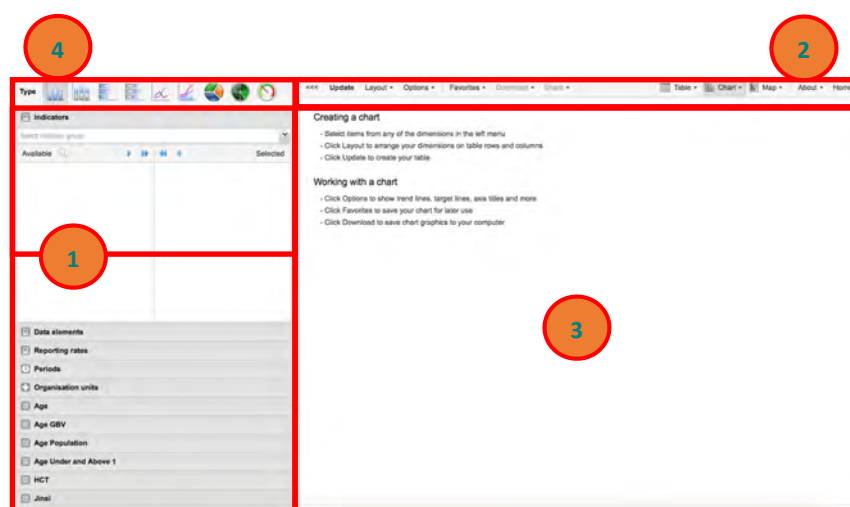 4
2
Type
<<< Update Layout Options Favorites Download Share Table Chart Map About Home
Indicators
Select indicator group
Available Selected
1
Data elements
Reporting rates
Periods
Organisation units
Age
Age GBV
Age Population
Age Under and Above 1
HCT
Jinsi
Creating a chart
- Select items from any of the dimensions in the left menu
- Click Layout to arrange your dimensions on table rows and columns
- Click Update to create your table
Working with a chart
- Click Options to show trend lines, target lines, axis titles and more
- Click Favorites to save your chart for later use
- Click Download to save chart graphics to your computer
3